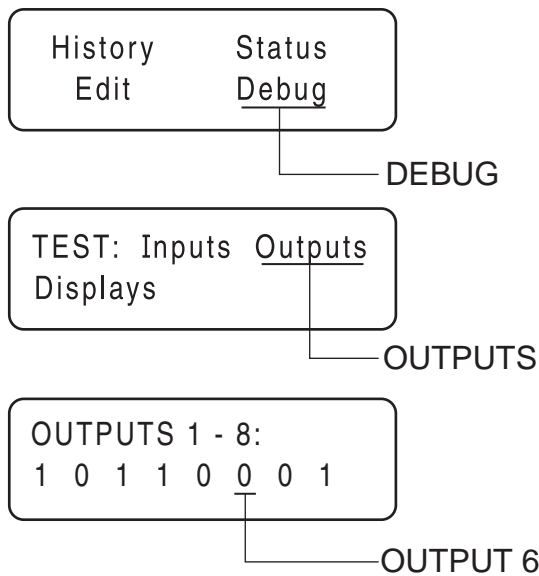 History Status
Edit Debug
DEBUG
TEST: Inputs Outputs
Displays
OUTPUTS
OUTPUTS 1 - 8:
1 0 1 1 0 0 0 1
OUTPUT 6